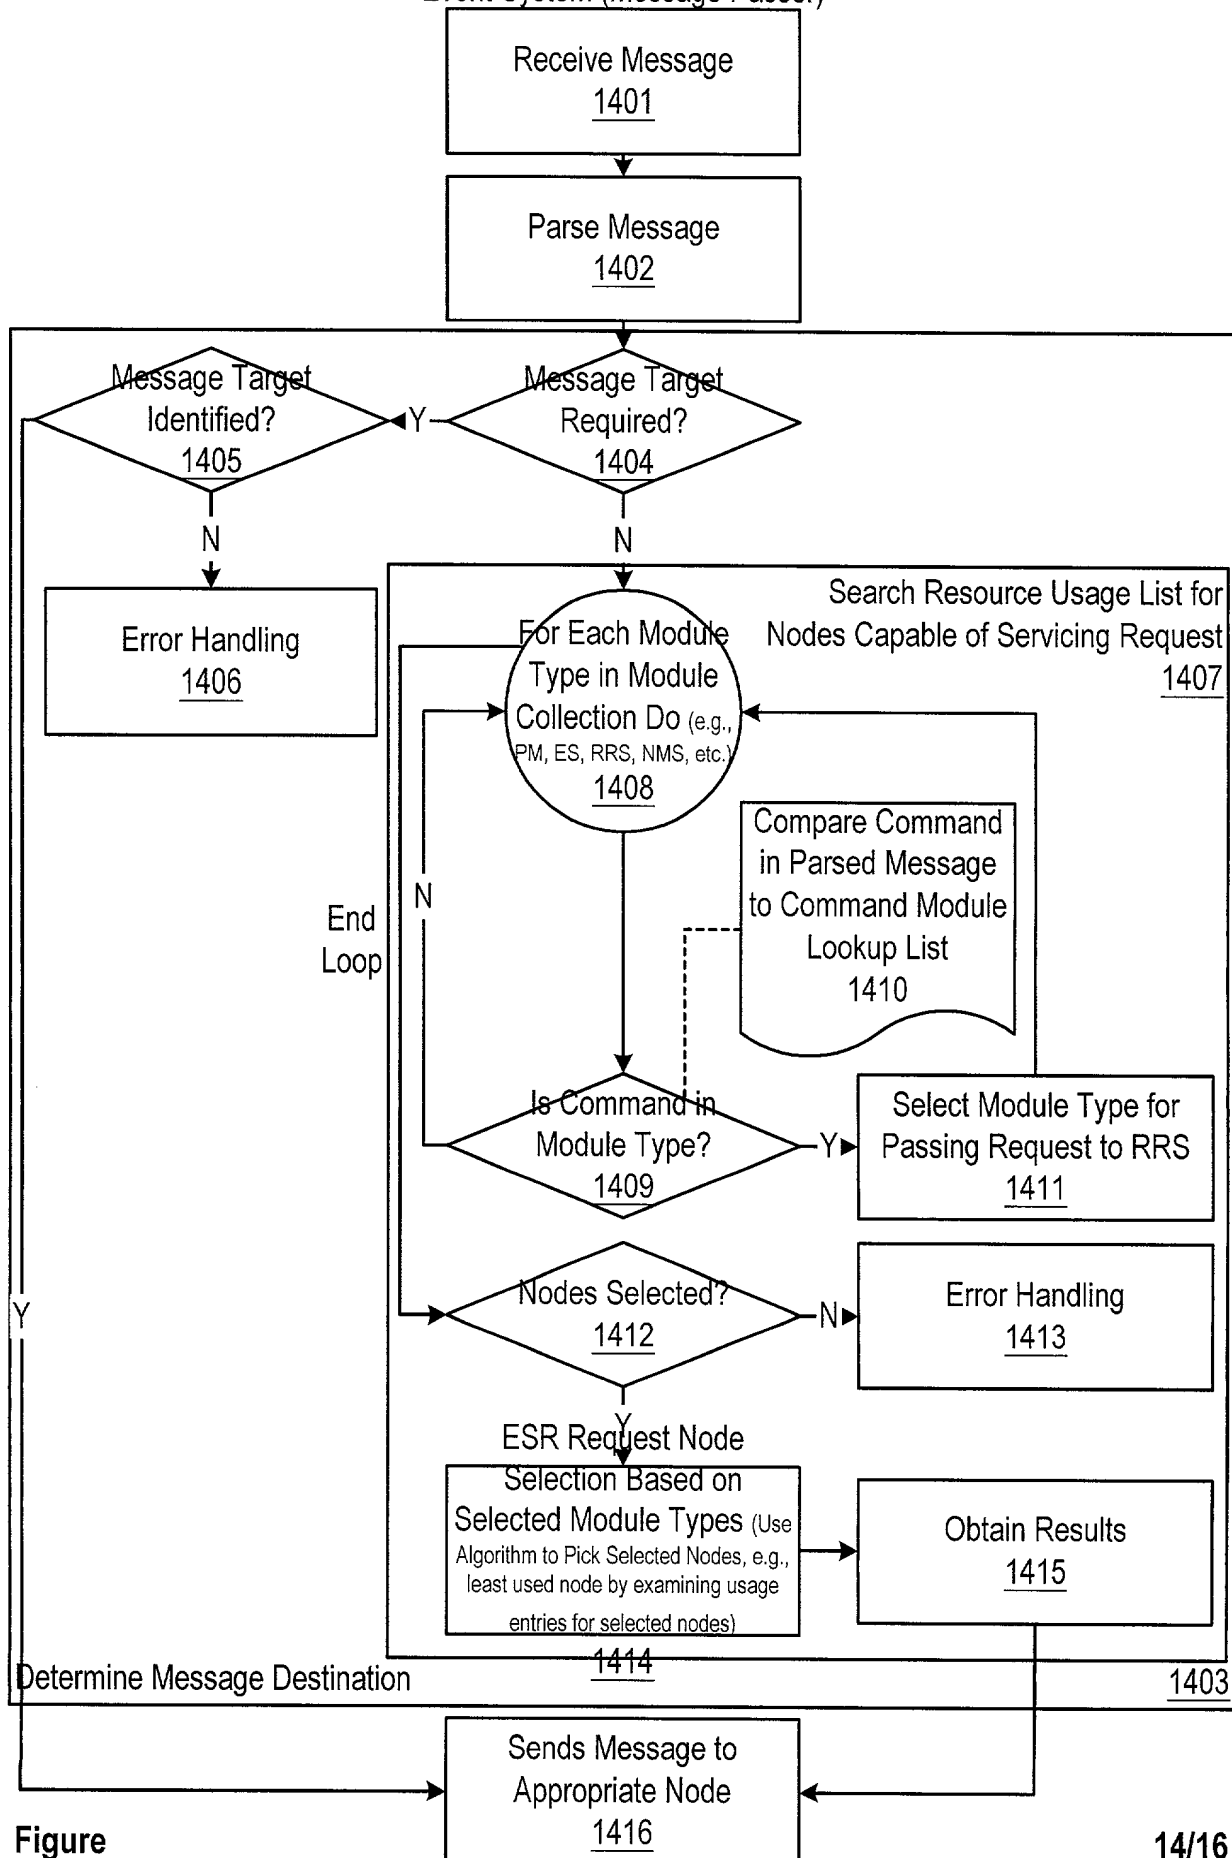 Event System (Message Passer)
Receive Message
1401
Parse Message
1402
Message Target
Identified?
1405
Y
Message Target
Required?
1404
N
N
Error Handling
1406
Search Resource Usage List for
Nodes Capable of Servicing Request
1407
For Each Module
Type in Module
Collection Do (e.g.,
PM, ES, RRS, NMS, etc.)
1408
Compare Command
in Parsed Message
to Command Module
Lookup List
1410
N
End
Loop
Is Command in
Module Type?
1409
Y
Select Module Type for
Passing Request to RRS
1411
Y
Nodes Selected?
1412
N
Error Handling
1413
Y
ESR Request Node
Selection Based on
Selected Module Types (Use
Algorithm to Pick Selected Nodes, e.g.,
least used node by examining usage
entries for selected nodes)
1414
Obtain Results
1415
Determine Message Destination
1403
Sends Message to
Appropriate Node
1416
Figure
14/16